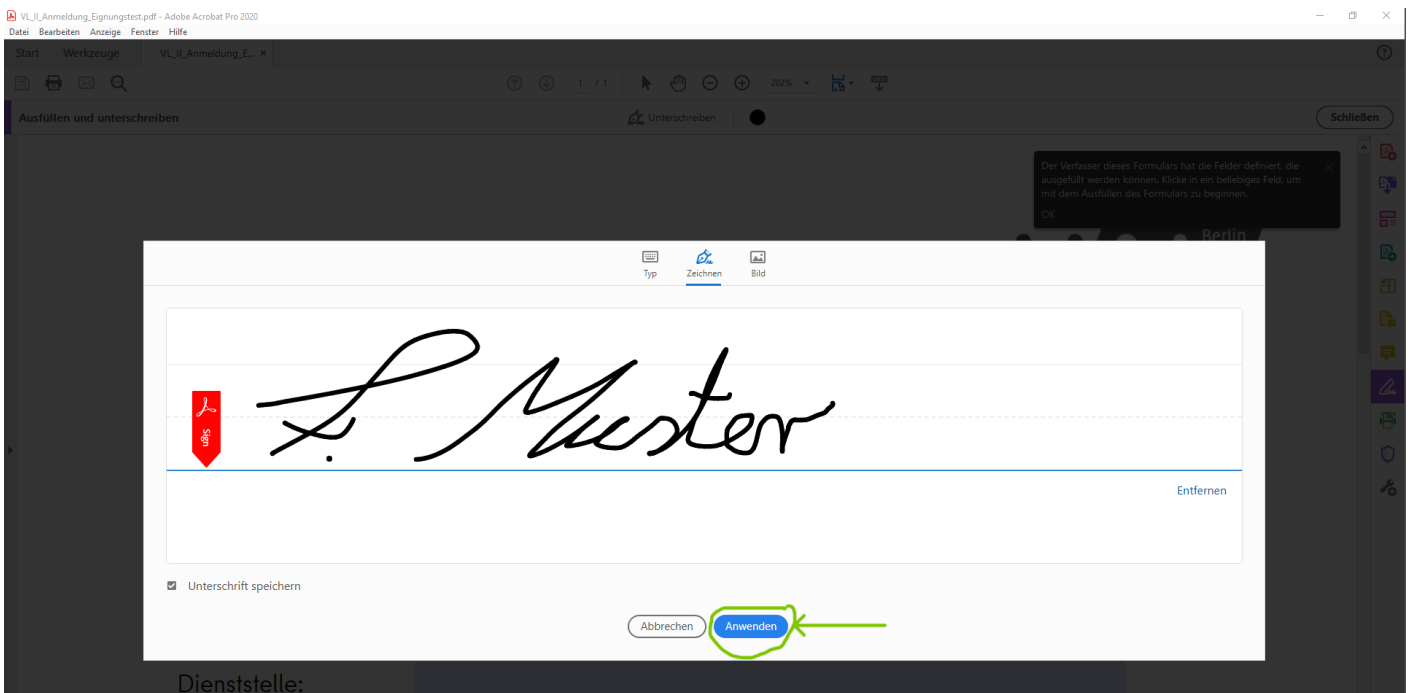 VL_II_Anmeldung_Eignungstest.pdf - Adobe Acrobat Pro 2020
Datei Bearbeiten Anzeige Fenster Hilfe
Start Werkzeuge VL_II_Anmeldung_E... ×
1 / 1 202%
Ausfüllen und unterschreiben Unterschreiben Schließen
Der Verfasser dieses Formulars hat die Felder definiert, die
ausgefüllt werden können. Klicke in ein beliebiges Feld, um
mit dem Ausfüllen des Formulars zu beginnen.
OK
Berlin
Typ Zeichnen Bild
Sign
Muster
Entfernen
Unterschrift speichern
Abbrechen Anwenden
Dienststelle: